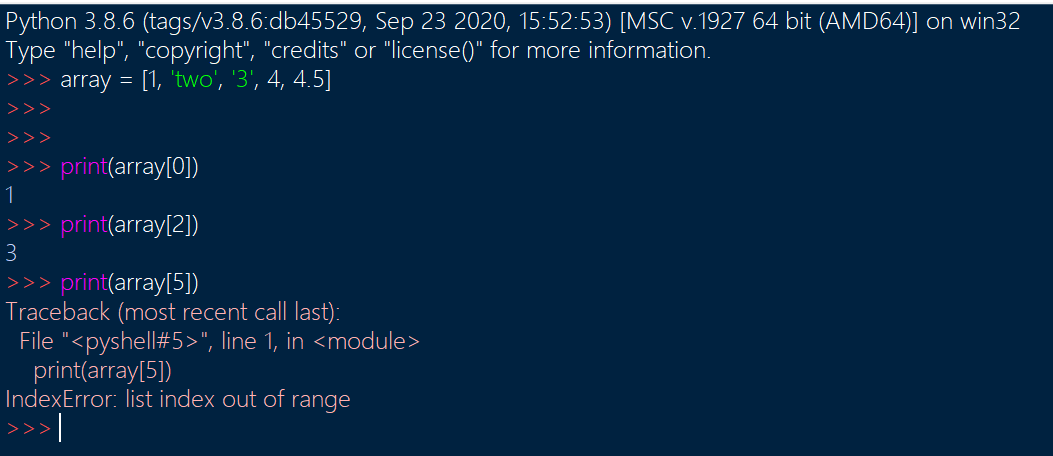 Python 3.8.6 (tags/v3.8.6:db45529, Sep 23 2020, 15:52:53) [MSC v.1927 64 bit (AMD64)] on win32
Type "help", "copyright", "credits" or "license()" for more information.
>>> array = [1, 'two', '3', 4, 4.5]
>>>
>>>
>>> print(array[0])
1
>>> print(array[2])
3
>>> print(array[5])
Traceback (most recent call last):
  File "<pyshell#5>", line 1, in <module>
    print(array[5])
IndexError: list index out of range
>>>